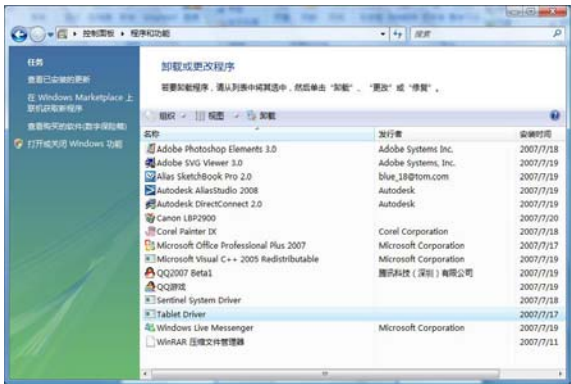 控制面板 ▸ 程序和功能
搜索
任务
查看已安装的更新
在 Windows Marketplace 上
联机获取新程序
查看购买的软件(数字保险箱)
打开或关闭 Windows 功能
卸载或更改程序
若要卸载程序，请从列表中将其选中，然后单击“卸载”、“更改”或“修复”。
组织 视图 卸载
名称 发行者 安装时间
Adobe Photoshop Elements 3.0 Adobe Systems Inc. 2007/7/18
Adobe SVG Viewer 3.0 Adobe Systems, Inc. 2007/7/19
Alias SketchBook Pro 2.0 blue_18@tom.com 2007/7/19
Autodesk AliasStudio 2008 Autodesk 2007/7/19
Autodesk DirectConnect 2.0 Autodesk 2007/7/19
Canon LBP2900 2007/7/20
Corel Painter IX Corel Corporation 2007/7/18
Microsoft Office Professional Plus 2007 Microsoft Corporation 2007/7/17
Microsoft Visual C++ 2005 Redistributable Microsoft Corporation 2007/7/19
QQ2007 Beta1 腾讯科技（深圳）有限公司 2007/7/19
QQ游戏 2007/7/19
Sentinel System Driver 2007/7/18
Tablet Driver 2007/7/17
Windows Live Messenger Microsoft Corporation 2007/7/19
WinRAR 压缩文件管理器 2007/7/11